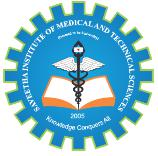 SAVEETHA INSTITUTE OF MEDICAL AND TECHNICAL SCIENCES
2005
Knowledge Conquers All